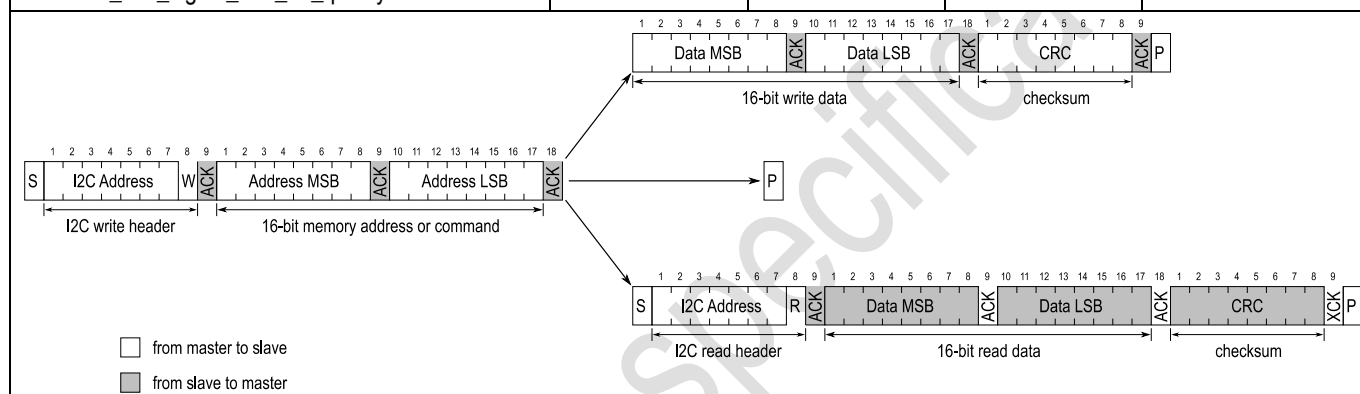 1 2 3 4 5 6 7 8 9 10 11 12 13 14 15 16 17 18 1 2 3 4 5 6 7 8 9
Data MSB ACK Data LSB ACK CRC ACK P
16-bit write data checksum
1 2 3 4 5 6 7 8 9 1 2 3 4 5 6 7 8 9 10 11 12 13 14 15 16 17 18
S I2C Address W ACK Address MSB ACK Address LSB ACK
P
I2C write header 16-bit memory address or command
1 2 3 4 5 6 7 8 9 1 2 3 4 5 6 7 8 9 10 11 12 13 14 15 16 17 18 1 2 3 4 5 6 7 8 9
S I2C Address R ACK Data MSB ACK Data LSB ACK CRC XCK P
I2C read header 16-bit read data checksum
from master to slave
from slave to master
specifica